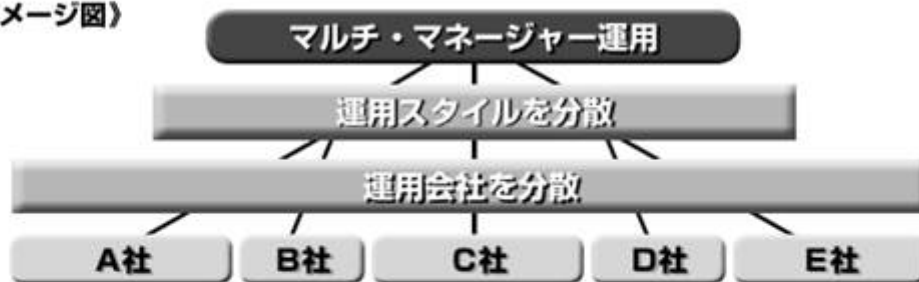 メージ図》
マルチ・マネージャー運用
運用スタイルを分散
運用会社を分散
A社 B社 C社 D社 E社